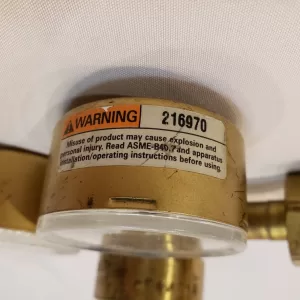 WARNING 216970
Misuse of product may cause explosion and
personal injury. Read ASME-B40.1 and apparatus
installation/operating instructions before using.